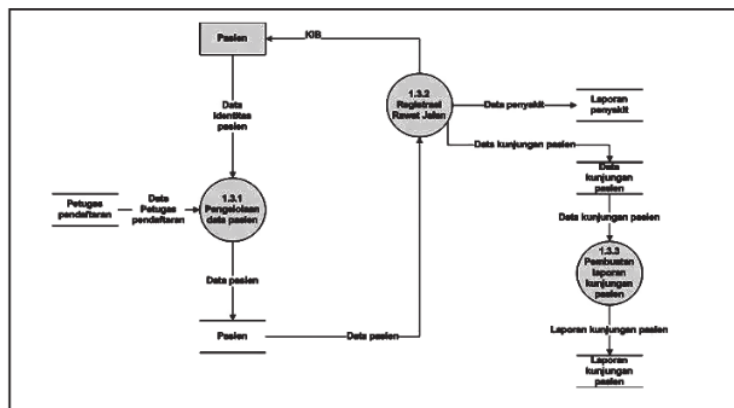 Pasien
KIB
Data
identitas
pasien
1.3.2
Registrasi
Rawat Jalan
Data penyakit
Laporan
penyakit
Data kunjungan pasien
Data
kunjungan
pasien
Petugas
pendaftaran
Data
Petugas
pendaftaran
1.3.1
Pengelolaan
data pasien
Data kunjungan pasien
1.3.3
Pembuatan
laporan
kunjungan
pasien
Data pasien
Pasien
Data pasien
Laporan kunjungan pasien
Laporan
kunjungan
pasien